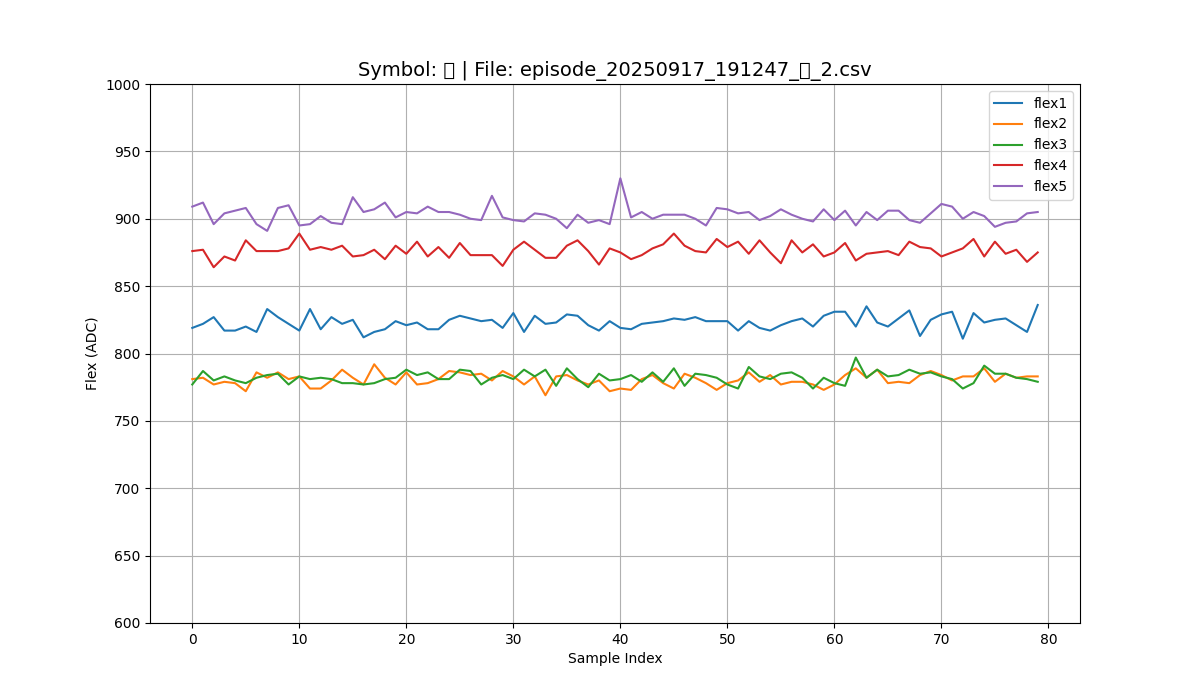 Symbol: | File: episode_20250917_191247_ _2.csv
1000
950
900
850
800
750
700
650
600
Flex (ADC)
0 10 20 30 40 50 60 70 80
Sample Index
flex1
flex2
flex3
flex4
flex5